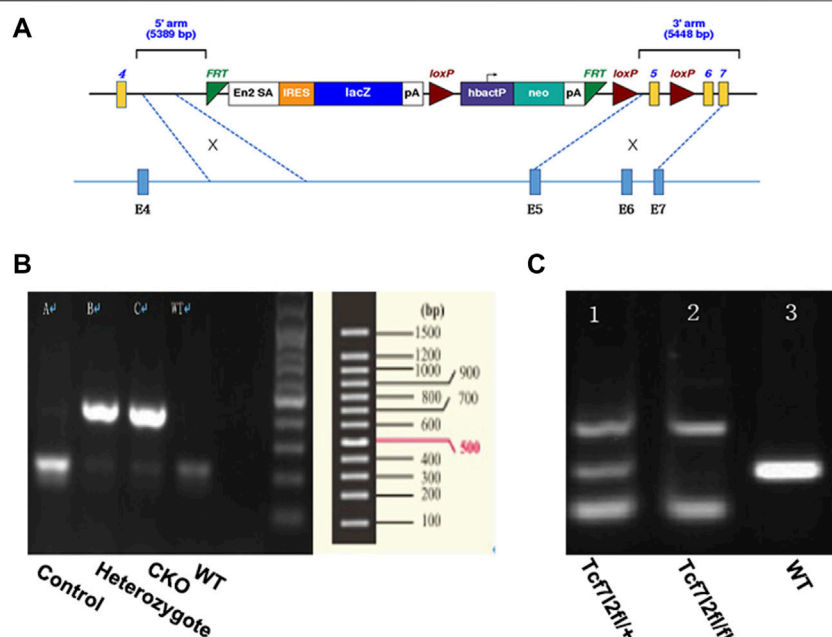 A
5' arm
(5389 bp)
3' arm
(5448 bp)
4 FRT loxP FRT loxP 5 loxP 6 7
En2 SA IRES lacZ pA hbactP neo pA
X X
E4 E5 E6 E7
B
A↵ B↵ C↵ WT↵
(bp)
1500
1200
1000
900
800
700
600
500
400
300
200
100
Control Heterozygote CKO WT
C
1 2 3
Tcf7l2fl/+ Tcf7l2fl/fl WT